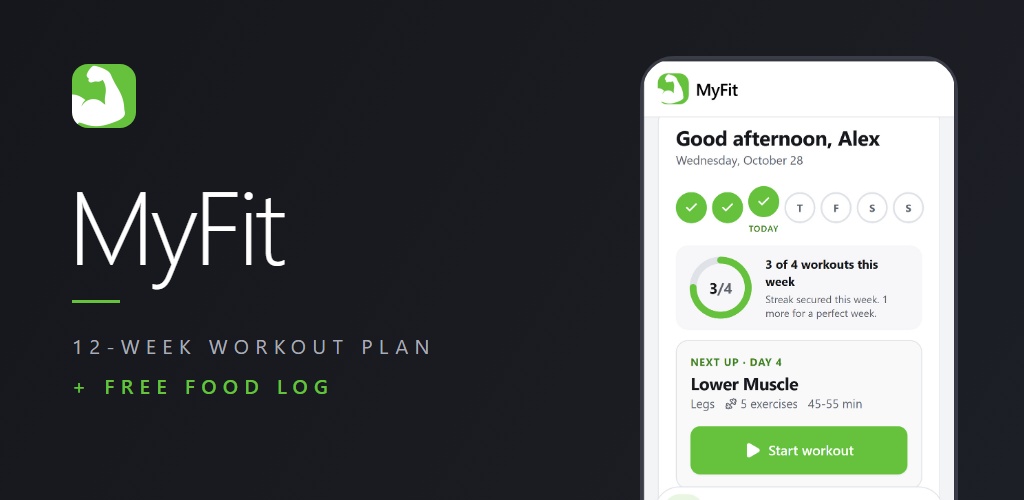 MyFit
12-WEEK WORKOUT PLAN
+ FREE FOOD LOG
MyFit
Good afternoon, Alex
Wednesday, October 28
T F S S
TODAY
3/4
3 of 4 workouts this
week
Streak secured this week. 1
more for a perfect week.
NEXT UP · DAY 4
Lower Muscle
Legs 5 exercises 45-55 min
Start workout